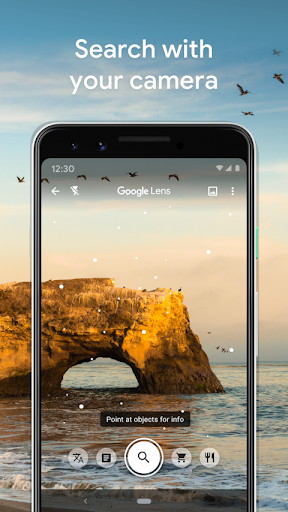 Search with
your camera
12:30
Google Lens
Point at objects for info